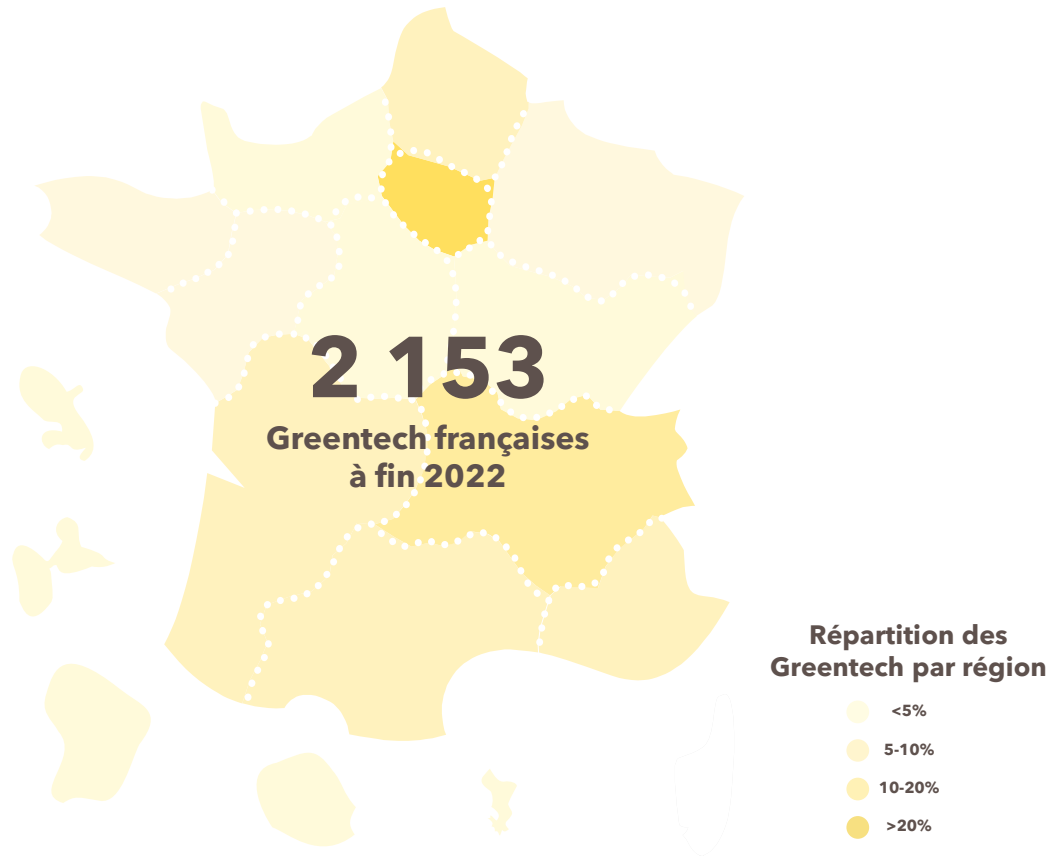 2 153
Greentech françaises
à fin 2022
Répartition des
Greentech par région
<5%
5-10%
10-20%
>20%